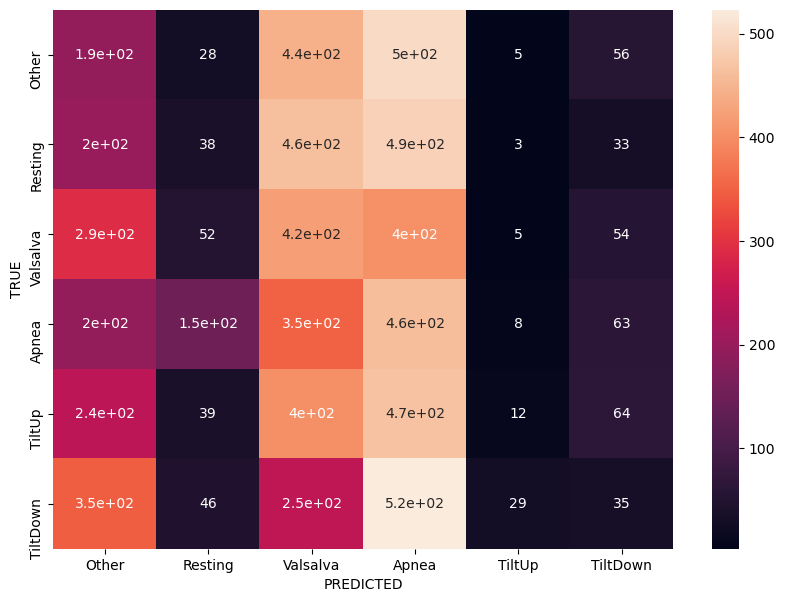 Other 1.9e+02 28 4.4e+02 5e+02 5 56
Resting 2e+02 38 4.6e+02 4.9e+02 3 33
Valsalva 2.9e+02 52 4.2e+02 4e+02 5 54
Apnea 2e+02 1.5e+02 3.5e+02 4.6e+02 8 63
TiltUp 2.4e+02 39 4e+02 4.7e+02 12 64
TiltDown 3.5e+02 46 2.5e+02 5.2e+02 29 35
TRUE
Other Resting Valsalva Apnea TiltUp TiltDown
PREDICTED
500
400
300
200
100